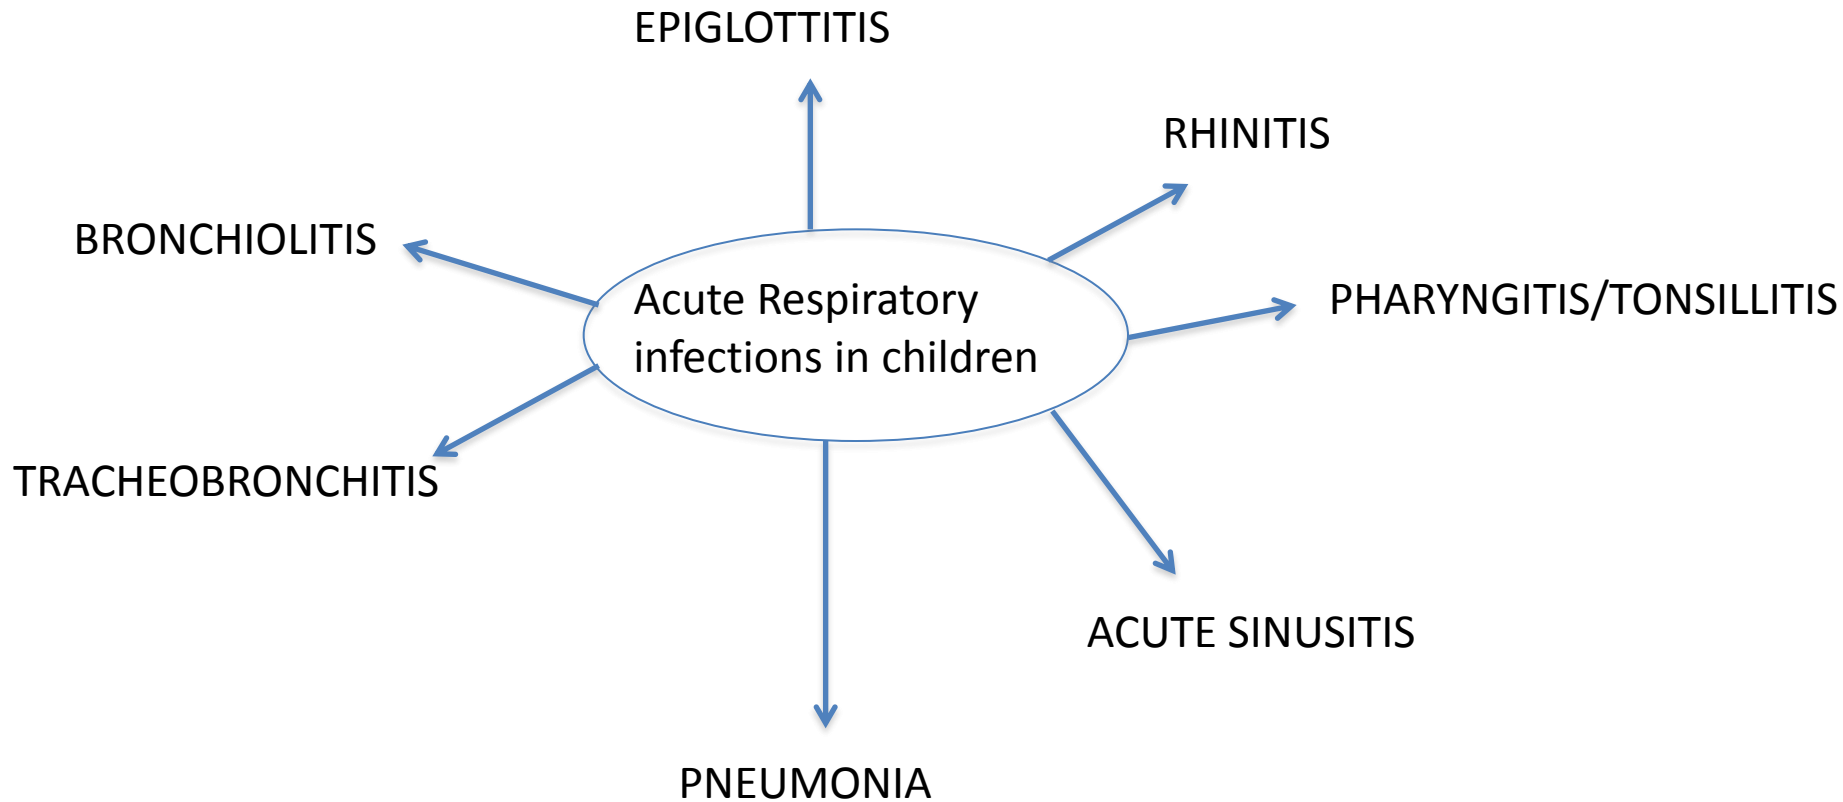 EPIGLOTTITIS
RHINITIS
BRONCHIOLITIS
Acute Respiratory
infections in children
PHARYNGITIS/TONSILLITIS
TRACHEOBRONCHITIS
ACUTE SINUSITIS
PNEUMONIA